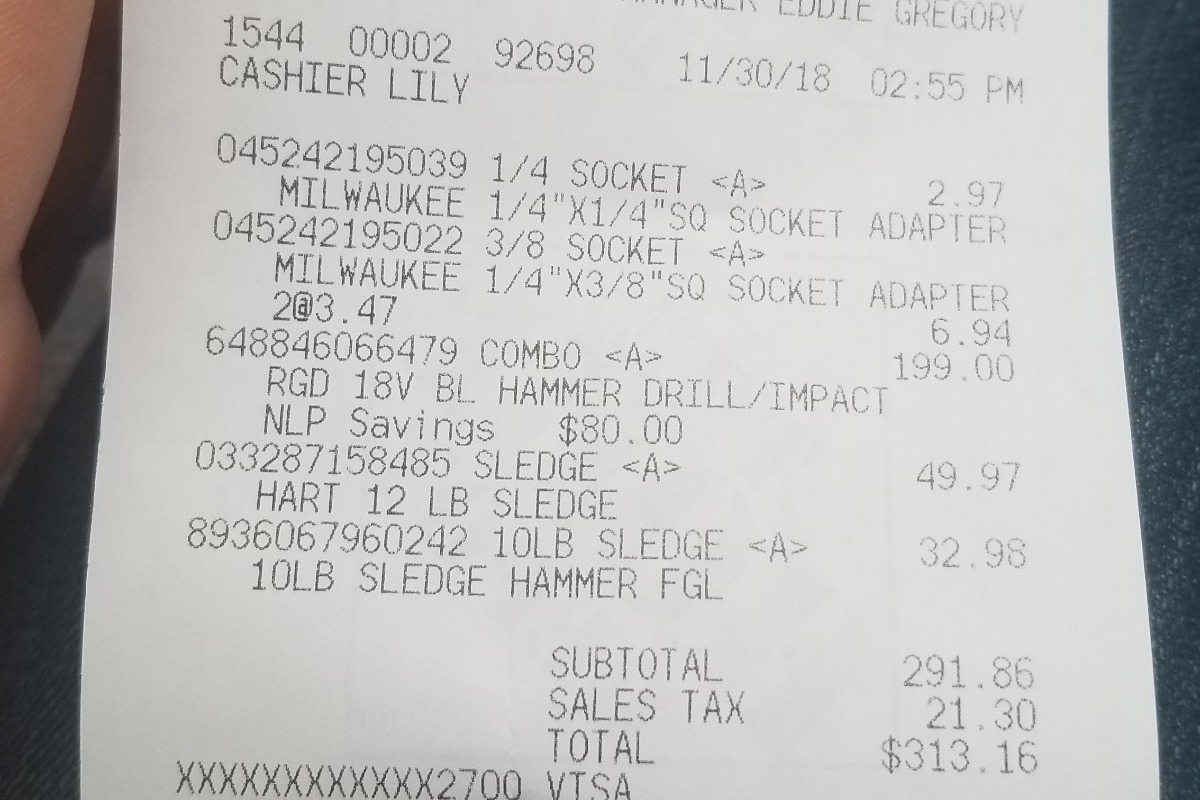 MANAGER EDDIE GREGORY
1544 00002 92698 11/30/18 02:55 PM
CASHIER LILY
045242195039 1/4 SOCKET <A> 2.97
MILWAUKEE 1/4"X1/4"SQ SOCKET ADAPTER
045242195022 3/8 SOCKET <A>
MILWAUKEE 1/4"X3/8"SQ SOCKET ADAPTER
2@3.47 6.94
648846066479 COMBO <A> 199.00
RGD 18V BL HAMMER DRILL/IMPACT
NLP Savings $80.00
033287158485 SLEDGE <A> 49.97
HART 12 LB SLEDGE
8936067960242 10LB SLEDGE <A> 32.98
10LB SLEDGE HAMMER FGL
SUBTOTAL 291.86
SALES TAX 21.30
TOTAL $313.16
XXXXXXXXXXXX2700 VISA